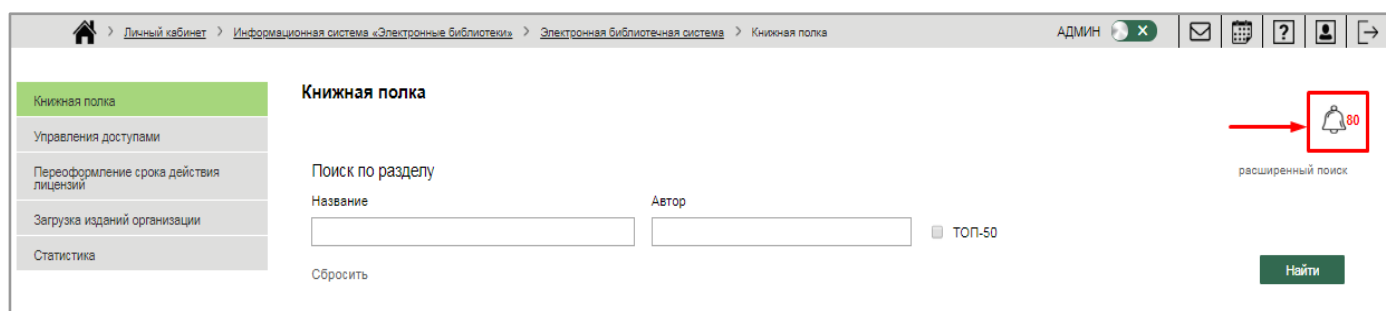 Личный кабинет > Информационная система «Электронные библиотеки» > Электронная библиотечная система > Книжная полка АДМИН X ?
Книжная полка
Управления доступами
Переоформление срока действия
лицензий
Загрузка изданий организации
Статистика
Книжная полка
80
Поиск по разделу
расширенный поиск
Название Автор
ТОП-50
Сбросить
Найти